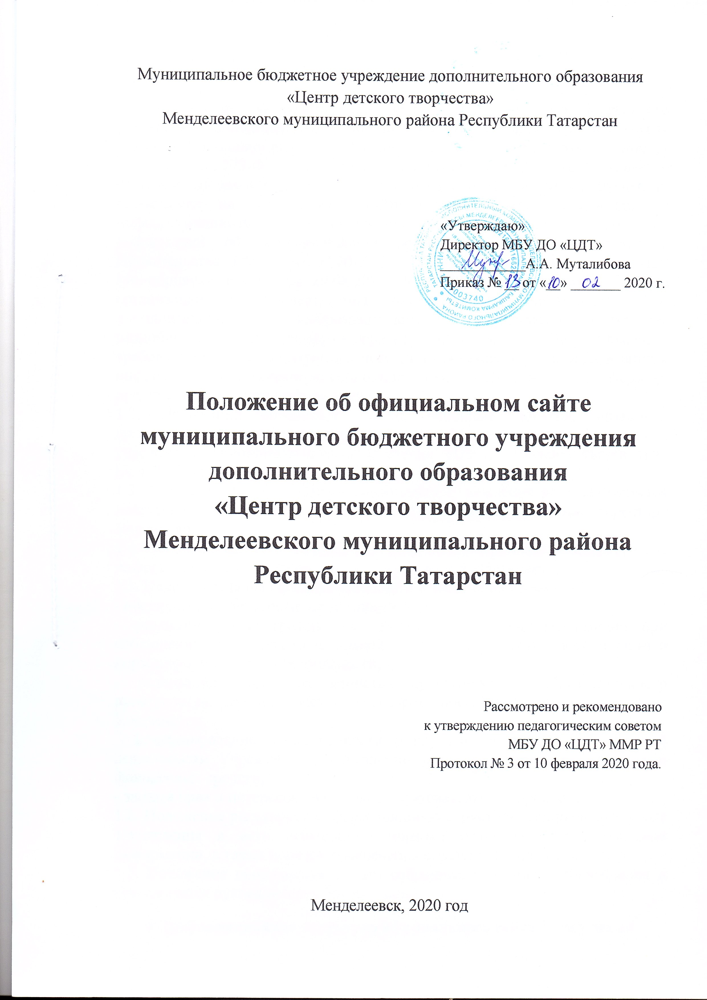 Муниципальное бюджетное учреждение дополнительного образования
«Центр детского творчества»
Менделеевского муниципального района Республики Татарстан
«Утверждаю»
Директор МБУ ДО «ЦДТ»
____________А.А. Муталибова
Приказ № 13 от «10» 02 2020 г.
003740
Положение об официальном сайте
муниципального бюджетного учреждения
дополнительного образования
«Центр детского творчества»
Менделеевского муниципального района
Республики Татарстан
Рассмотрено и рекомендовано
к утверждению педагогическим советом
МБУ ДО «ЦДТ» ММР РТ
Протокол № 3 от 10 февраля 2020 года.
Менделеевск, 2020 год